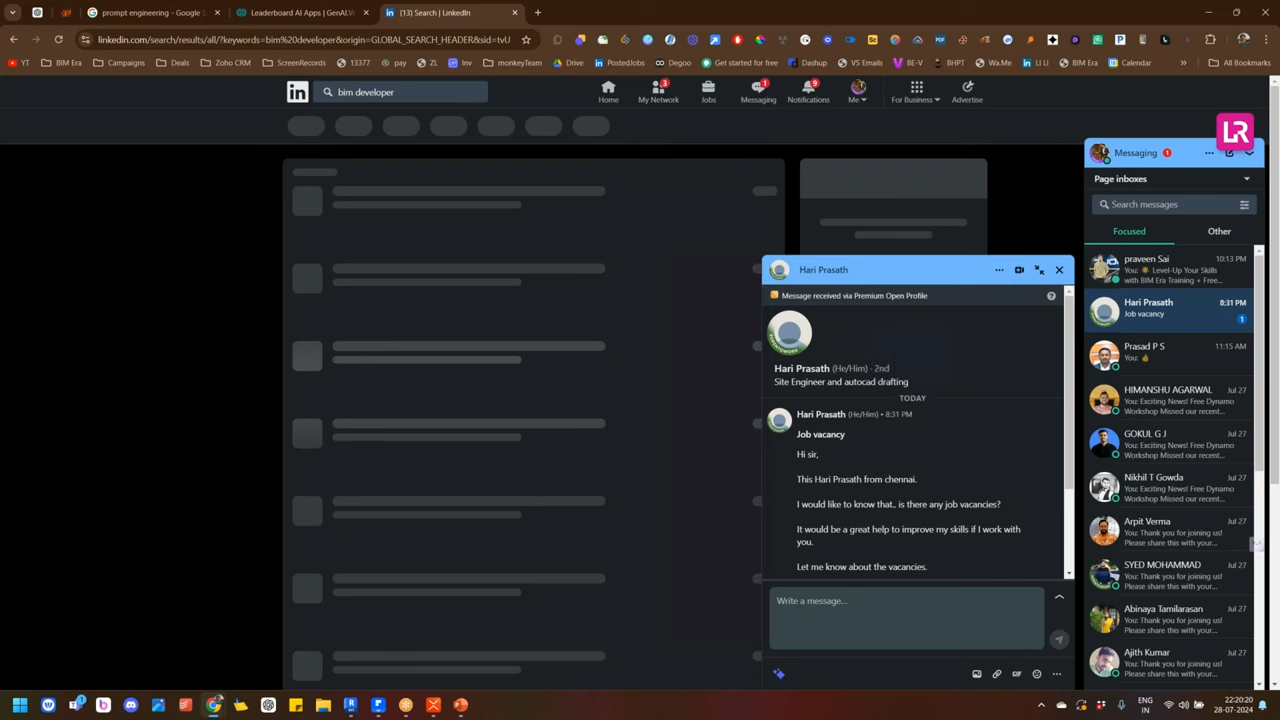 prompt engineering - Google S
Leaderboard AI Apps | GenAI.W
(13) Search | LinkedIn
linkedin.com/search/results/all/?keywords=bim%20developer&origin=GLOBAL_SEARCH_HEADER&sid=tvU
YT
BIM Era
Campaigns
Deals
Zoho CRM
ScreenRecords
13377
pay
ZL
Inv
monkeyTeam
Drive
PostedJobs
Degoo
Get started for free
Dashup
VS Emails
BE-V
BHPT
Wa.Me
LI LI
BIM Era
Calendar
All Bookmarks
bim developer
Home
3
My Network
Jobs
1
Messaging
9
Notifications
Me
For Business
Advertise
LR
Messaging 1
Page inboxes
Search messages
Focused
Other
praveen Sai
10:13 PM
You: ☀️ Level-Up Your Skills
with BIM Era Training + Free...
Hari Prasath
8:31 PM
Job vacancy
1
Prasad P S
11:15 AM
You: 👍
HIMANSHU AGARWAL
Jul 27
You: Exciting News! Free Dynamo
Workshop Missed our recent...
GOKUL G J
Jul 27
You: Exciting News! Free Dynamo
Workshop Missed our recent...
Nikhil T Gowda
Jul 27
You: Exciting News! Free Dynamo
Workshop Missed our recent...
Arpit Verma
Jul 27
You: Thank you for joining us!
Please share this with your...
SYED MOHAMMAD
Jul 27
You: Thank you for joining us!
Please share this with your...
Abinaya Tamilarasan
Jul 27
You: Thank you for joining us!
Please share this with your...
Ajith Kumar
Jul 27
You: Thank you for joining us!
Please share this with your...
Hari Prasath
Message received via Premium Open Profile
Hari Prasath (He/Him) · 2nd
Site Engineer and autocad drafting
TODAY
Hari Prasath (He/Him) • 8:31 PM
Job vacancy
Hi sir,
This Hari Prasath from chennai.
I would like to know that.. is there any job vacancies?
It would be a great help to improve my skills if I work with
you.
Let me know about the vacancies.
Write a message...
GIF
ENG
IN
22:20:20
28-07-2024